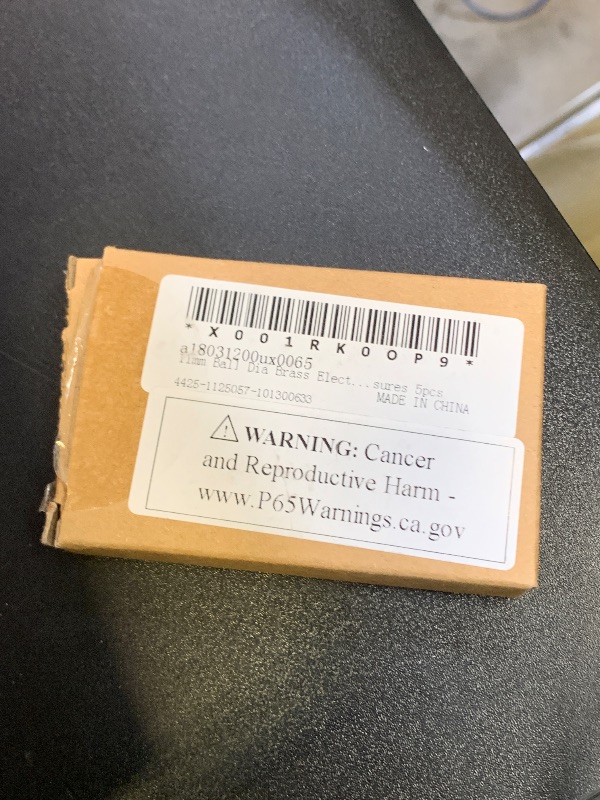 *X001RK0OP9*
a18031200ux0065
11mm Ball Dia Brass Elect...sures 5pcs
4425-1125057-101300633 MADE IN CHINA
WARNING: Cancer
and Reproductive Harm -
www.P65Warnings.ca.gov